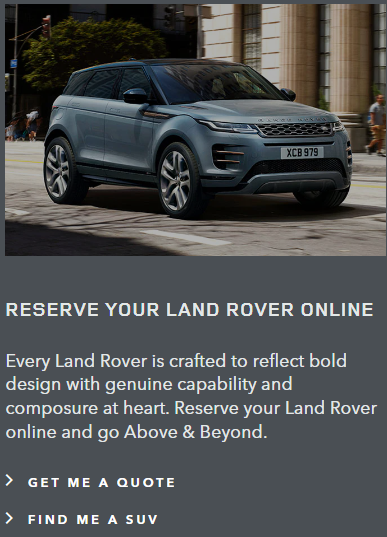 XCB 979
RESERVE YOUR LAND ROVER ONLINE
Every Land Rover is crafted to reflect bold
design with genuine capability and
composure at heart. Reserve your Land Rover
online and go Above & Beyond.
GET ME A QUOTE
FIND ME A SUV